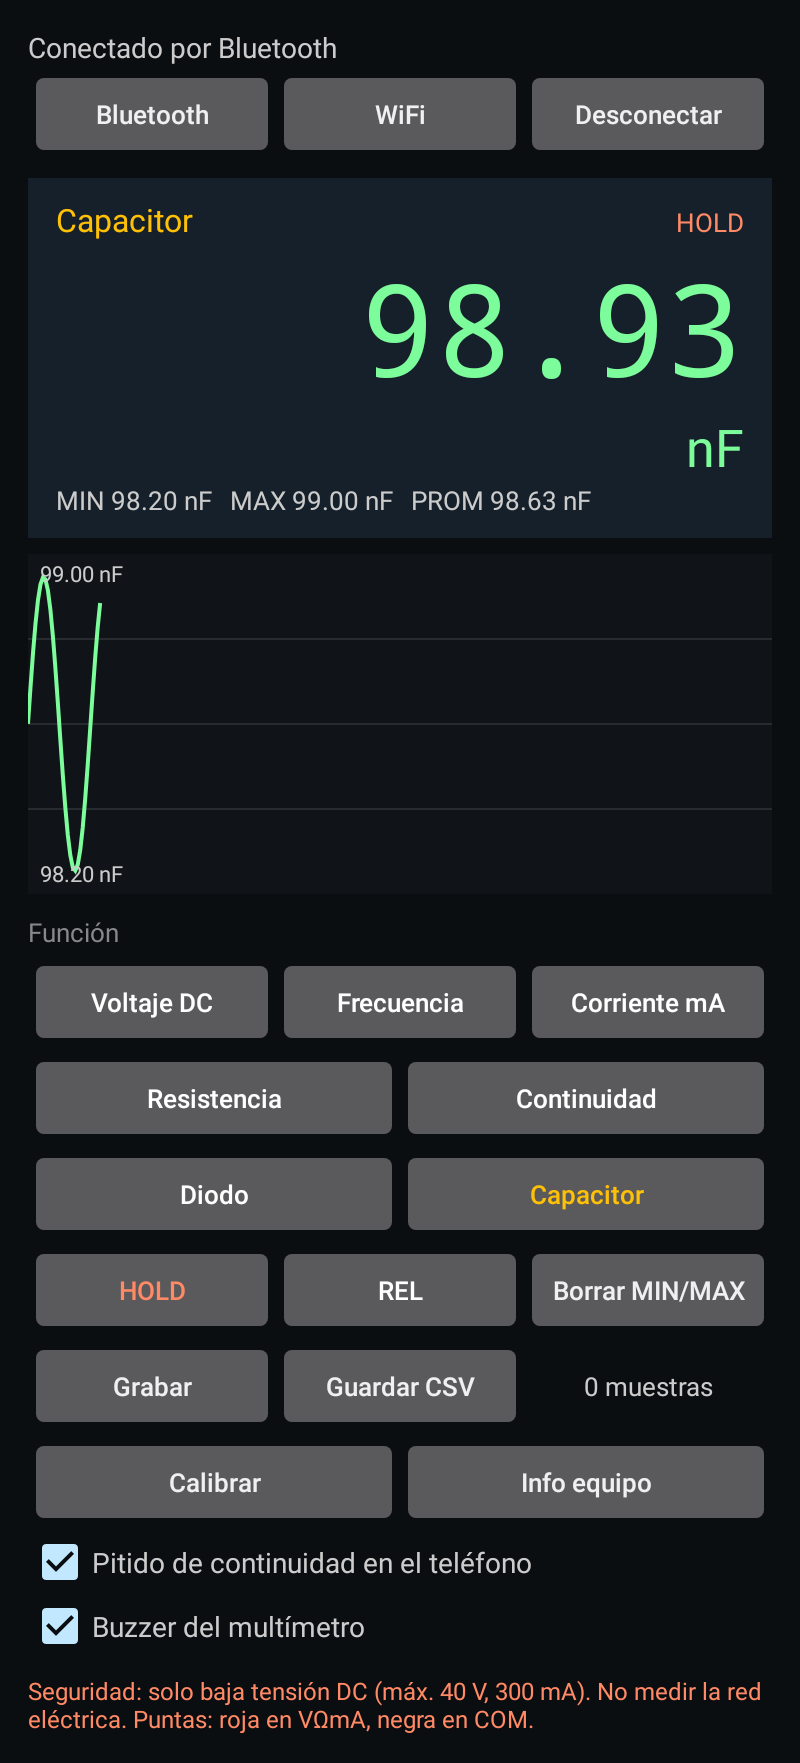 Conectado por Bluetooth
Bluetooth WiFi Desconectar
Capacitor HOLD
98.93
nF
MIN 98.20 nF MAX 99.00 nF PROM 98.63 nF
99.00 nF
98.20 nF
Función
Voltaje DC Frecuencia Corriente mA
Resistencia Continuidad
Diodo Capacitor
HOLD REL Borrar MIN/MAX
Grabar Guardar CSV 0 muestras
Calibrar Info equipo
Pitido de continuidad en el teléfono
Buzzer del multímetro
Seguridad: solo baja tensión DC (máx. 40 V, 300 mA). No medir la red
eléctrica. Puntas: roja en VΩmA, negra en COM.